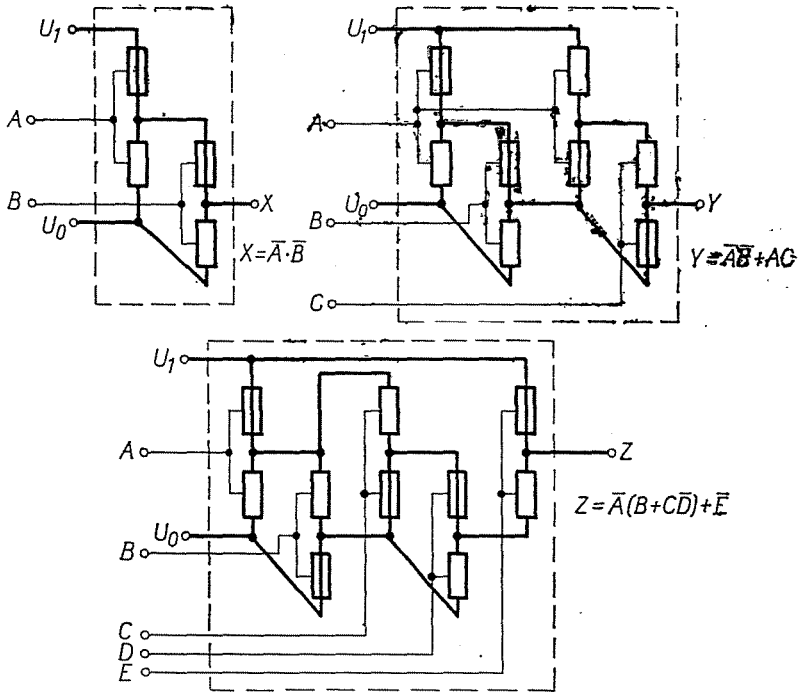 U₁
A
B
U₀
X
X=A̅·B̅
U₁
A
U₀
B
C
Y
Y=A̅B̅+AC
U₁
A
U₀
B
C
D
E
Z
Z=A̅(B+CD̅)+E̅